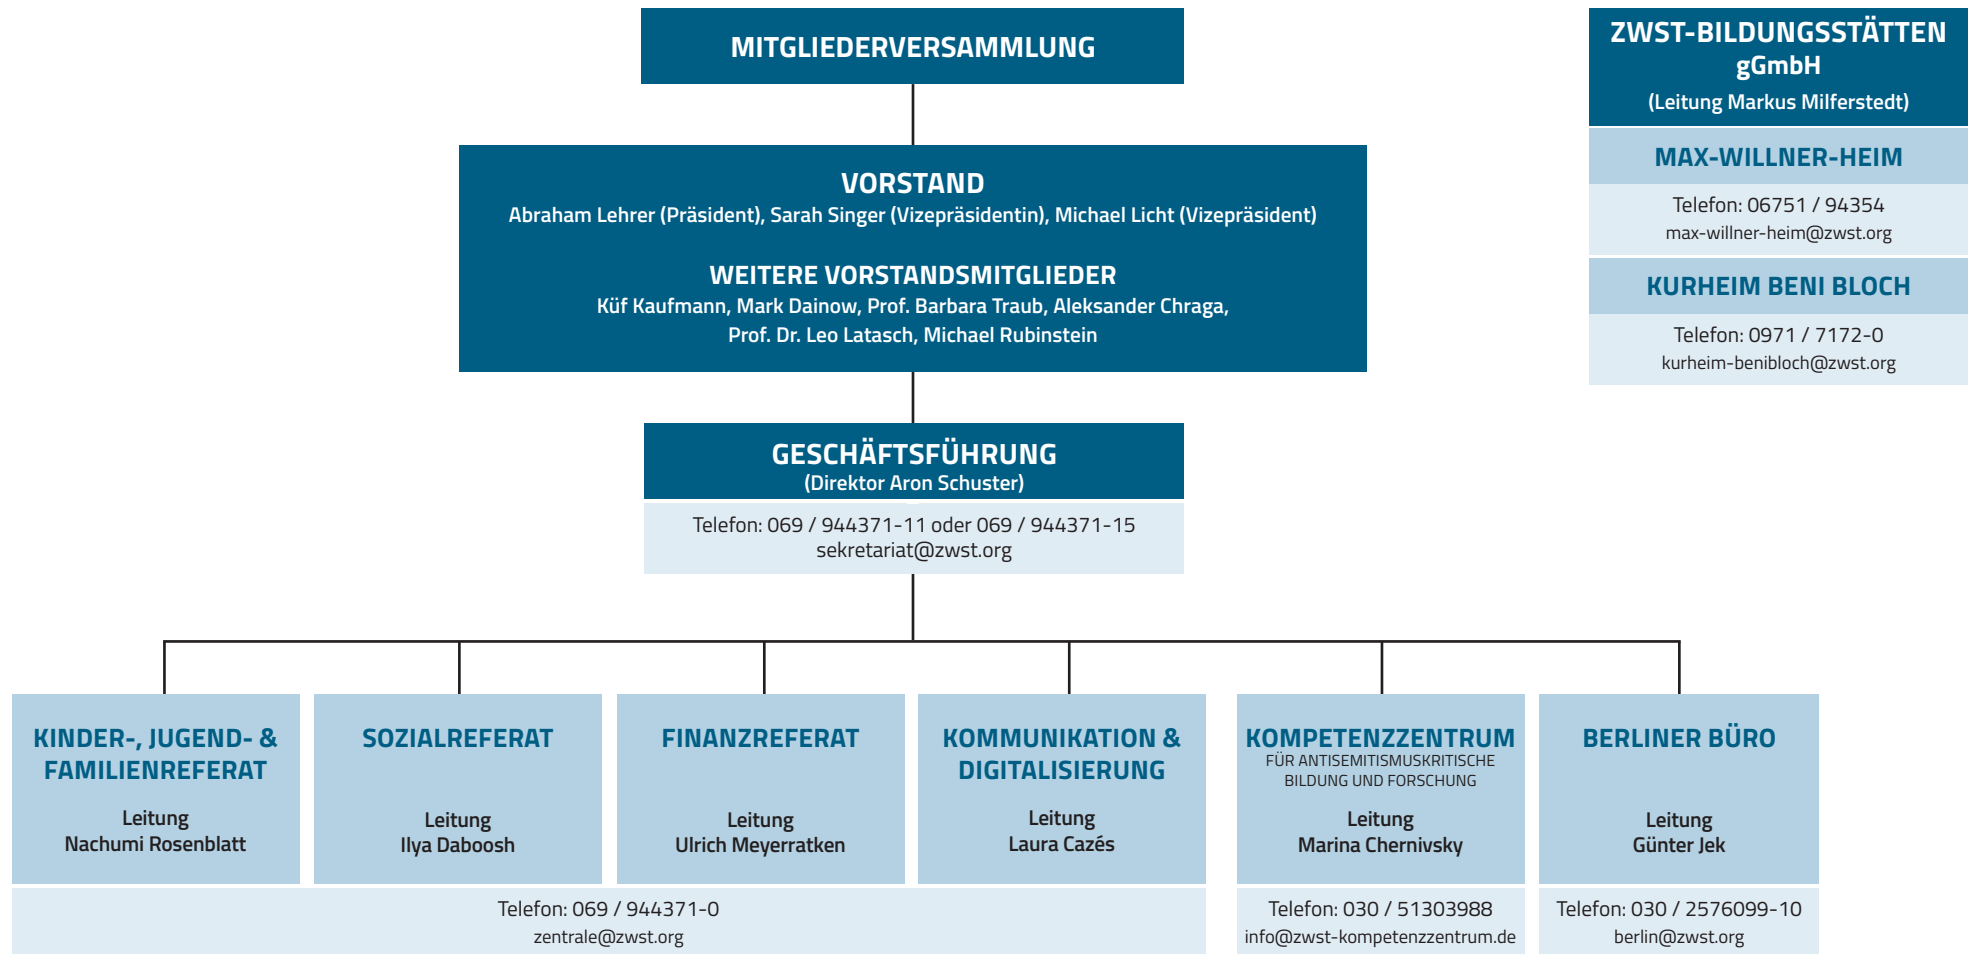 MITGLIEDERVERSAMMLUNG
VORSTAND
Abraham Lehrer (Präsident), Sarah Singer (Vizepräsidentin), Michael Licht (Vizepräsident)
WEITERE VORSTANDSMITGLIEDER
Küf Kaufmann, Mark Dainow, Prof. Barbara Traub, Aleksander Chraga,
Prof. Dr. Leo Latasch, Michael Rubinstein
GESCHÄFTSFÜHRUNG
(Direktor Aron Schuster)
Telefon: 069 / 944371-11 oder 069 / 944371-15
sekretariat@zwst.org
ZWST-BILDUNGSSTÄTTEN
gGmbH
(Leitung Markus Milferstedt)
MAX-WILLNER-HEIM
Telefon: 06751 / 94354
max-willner-heim@zwst.org
KURHEIM BENI BLOCH
Telefon: 0971 / 7172-0
kurheim-benibloch@zwst.org
KINDER-, JUGEND- &
FAMILIENREFERAT
Leitung
Nachumi Rosenblatt
SOZIALREFERAT
Leitung
Ilya Daboosh
FINANZREFERAT
Leitung
Ulrich Meyerratken
KOMMUNIKATION &
DIGITALISIERUNG
Leitung
Laura Cazés
Telefon: 069 / 944371-0
zentrale@zwst.org
KOMPETENZZENTRUM
FÜR ANTISEMITISMUSKRITISCHE
BILDUNG UND FORSCHUNG
Leitung
Marina Chernivsky
Telefon: 030 / 51303988
info@zwst-kompetenzzentrum.de
BERLINER BÜRO
Leitung
Günter Jek
Telefon: 030 / 2576099-10
berlin@zwst.org